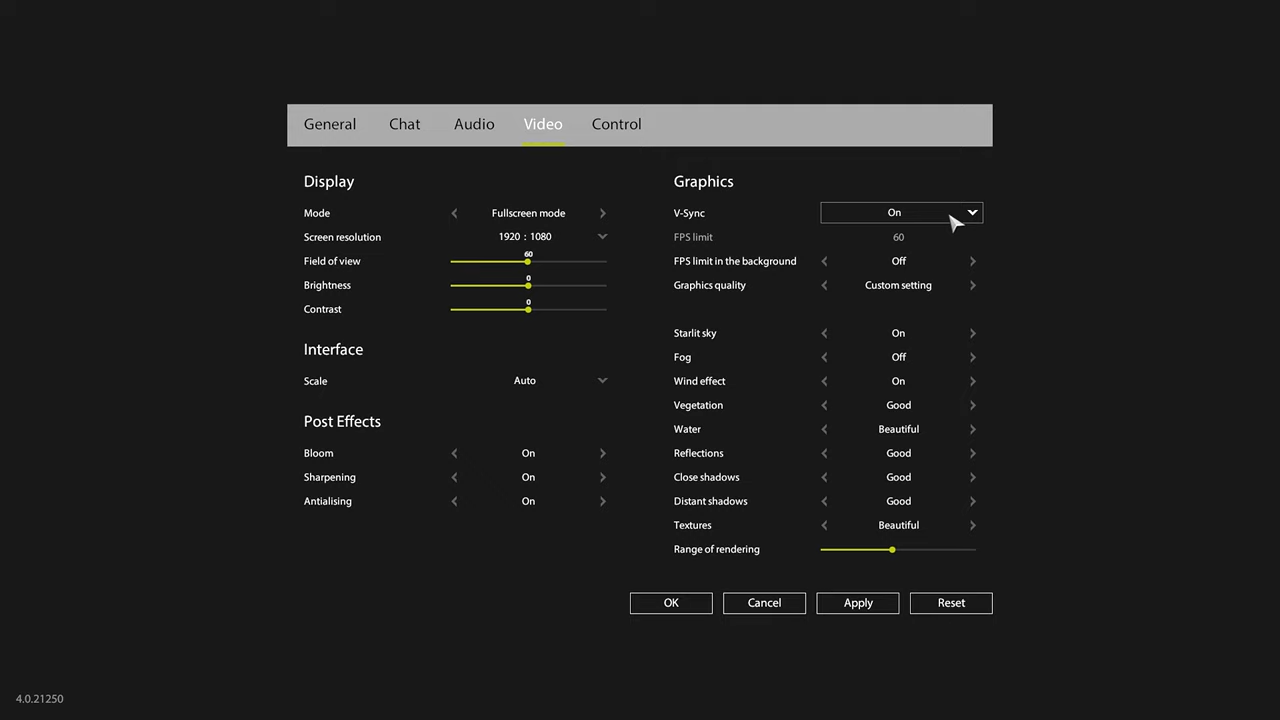 General Chat Audio Video Control
Display
Mode Fullscreen mode
Screen resolution 1920 : 1080
Field of view 60
Brightness 0
Contrast 0
Interface
Scale Auto
Post Effects
Bloom On
Sharpening On
Antialising On
Graphics
V-Sync On
FPS limit 60
FPS limit in the background Off
Graphics quality Custom setting
Starlit sky On
Fog Off
Wind effect On
Vegetation Good
Water Beautiful
Reflections Good
Close shadows Good
Distant shadows Good
Textures Beautiful
Range of rendering
OK Cancel Apply Reset
4.0.21250